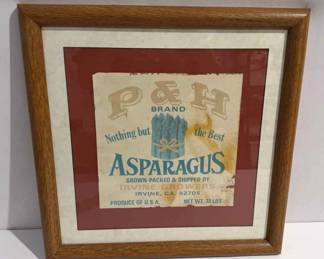 P & H
BRAND
Nothing but the Best
ASPARAGUS
GROWN-PACKED & SHIPPED BY
IRVINE GROWERS
IRVINE, CA. 92705
PRODUCE OF U.S.A. NET WT. 12 LBS